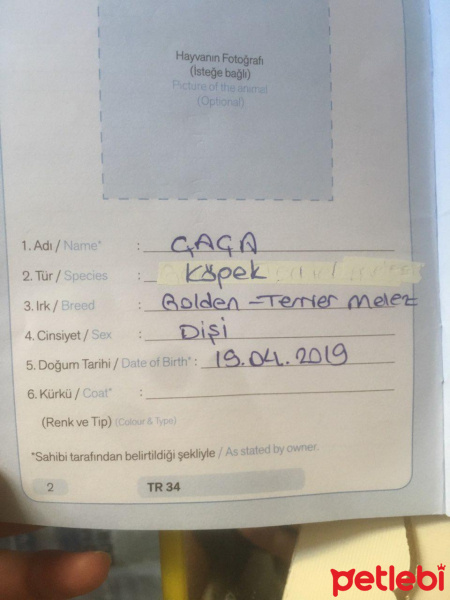 Hayvanın Fotoğrafı
(İsteğe bağlı)
Picture of the animal
(Optional)
1. Adı / Name* : GAGA
2. Tür / Species : Köpek
3. Irk / Breed : Golden - Terrier Melez
4. Cinsiyet / Sex : Dişi
5. Doğum Tarihi / Date of Birth* : 19.04.2019
6. Kürkü / Coat* :
(Renk ve Tip) (Colour & Type)
*Sahibi tarafından belirtildiği şekliyle / As stated by owner.
2 TR 34
petlebi